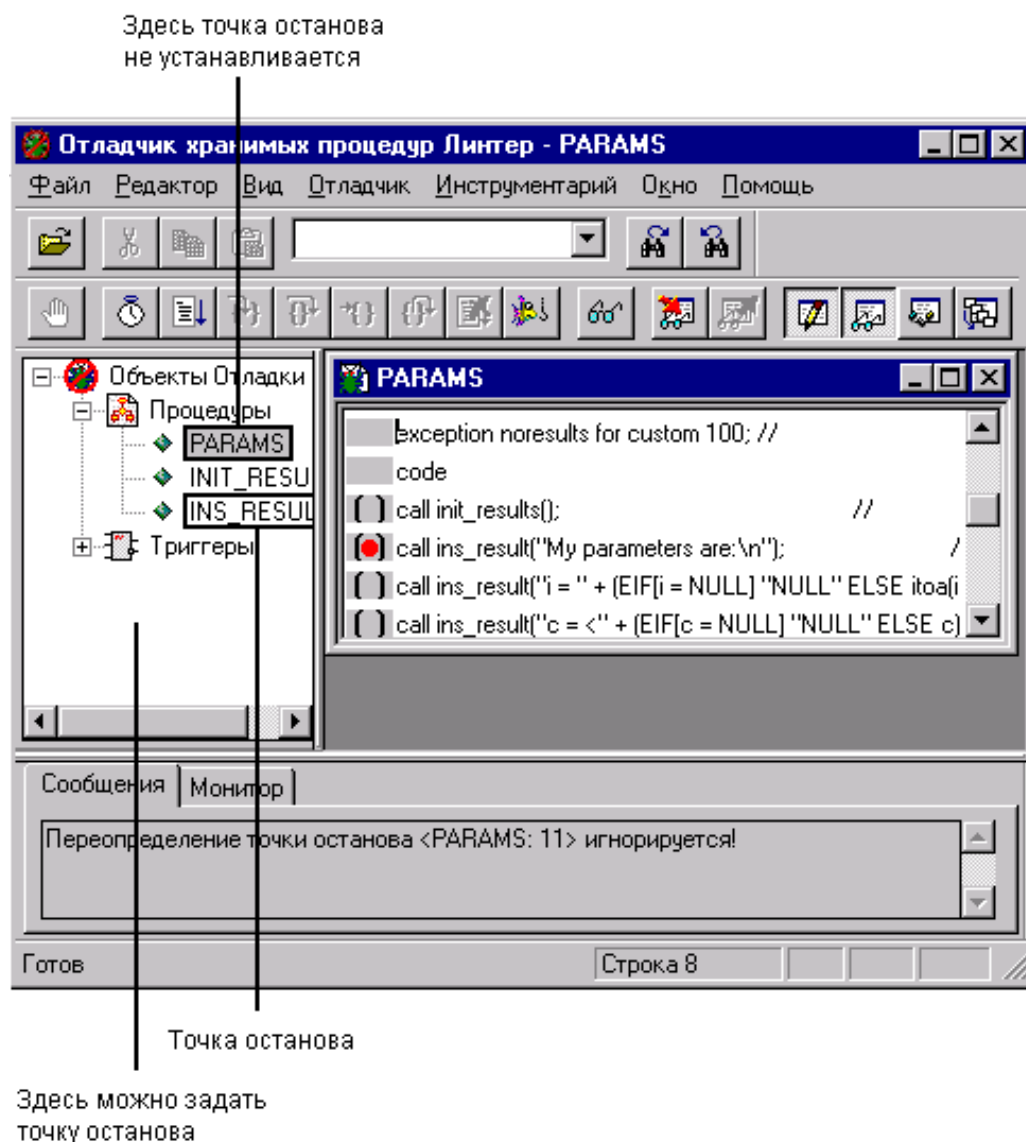 Здесь точка останова
не устанавливается
Отладчик хранимых процедур Линтер - PARAMS
Файл Редактор Вид Отладчик Инструментарий Окно Помощь
Объекты Отладки
Процедуры
PARAMS
INIT_RESU
INS_RESUL
Триггеры
PARAMS
exception noresults for custom 100; //
code
call init_results(); //
call ins_result("My parameters are:\n"); /
call ins_result("i = " + (EIF[i = NULL] "NULL" ELSE itoa(i
call ins_result("c = <" + (EIF[c = NULL] "NULL" ELSE c)
Сообщения Монитор
Переопределение точки останова <PARAMS: 11> игнорируется!
Готов Строка 8
Точка останова
Здесь можно задать
точку останова